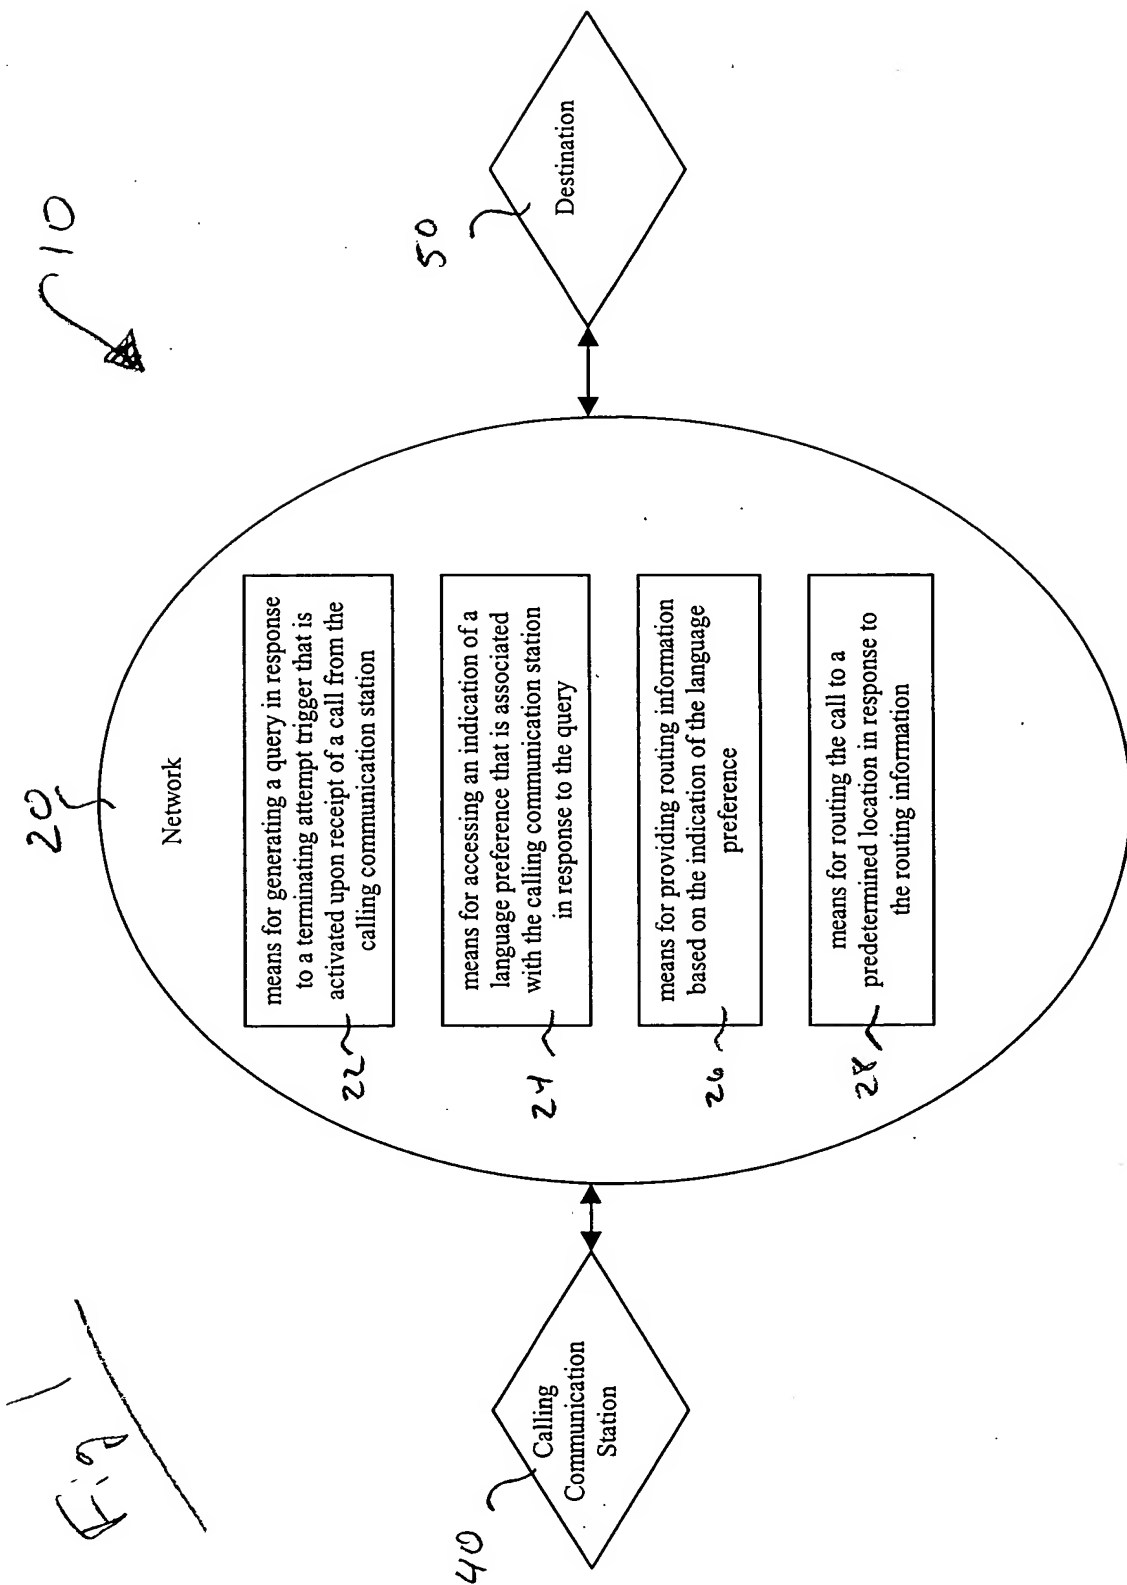 Fig 1
10
20
Network
22
means for generating a query in response
to a terminating attempt trigger that is
activated upon receipt of a call from the
calling communication station
24
means for accessing an indication of a
language preference that is associated
with the calling communication station
in response to the query
26
means for providing routing information
based on the indication of the language
preference
28
means for routing the call to a
predetermined location in response to
the routing information
40
Calling
Communication
Station
50
Destination